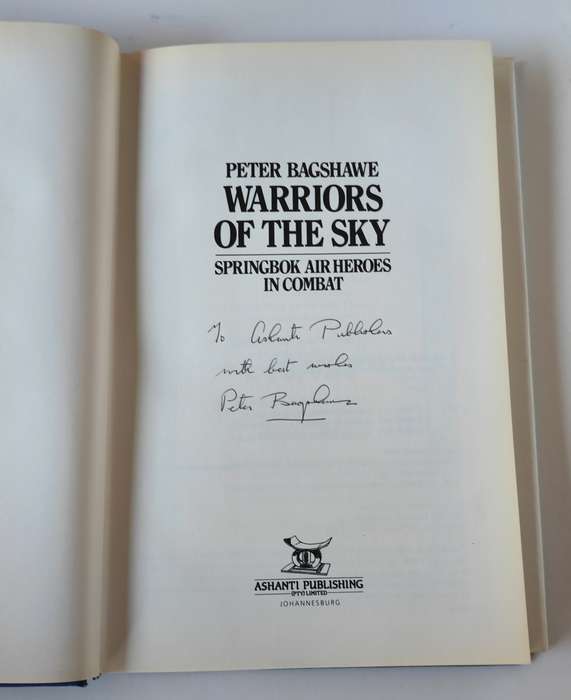 PETER BAGSHAWE
WARRIORS
OF THE SKY
SPRINGBOK AIR HEROES
IN COMBAT
To Ashanti Publishers
with best wishes
Peter Bagshawe
ASHANTI PUBLISHING
(PTY) LIMITED
JOHANNESBURG